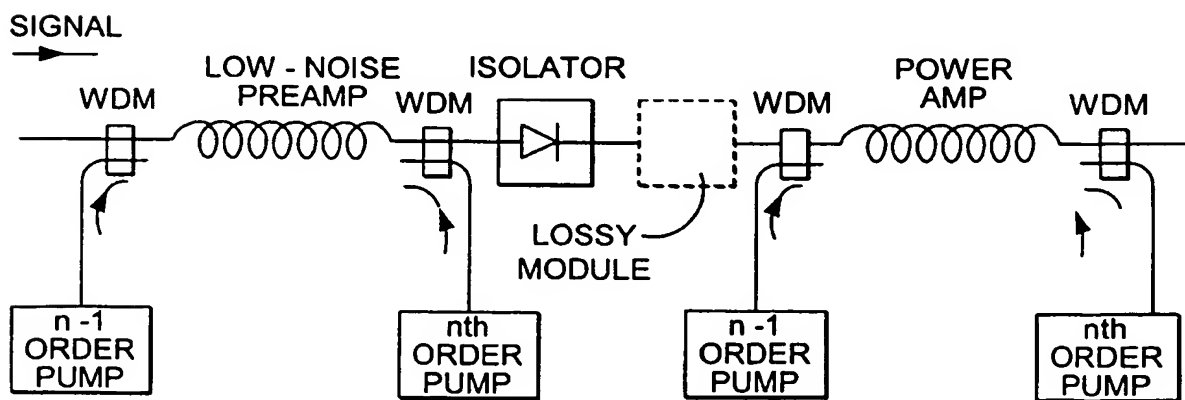 SIGNAL
LOW - NOISE
PREAMP
ISOLATOR
POWER
AMP
WDM
WDM
WDM
WDM
LOSSY
MODULE
n -1
ORDER
PUMP
nth
ORDER
PUMP
n -1
ORDER
PUMP
nth
ORDER
PUMP